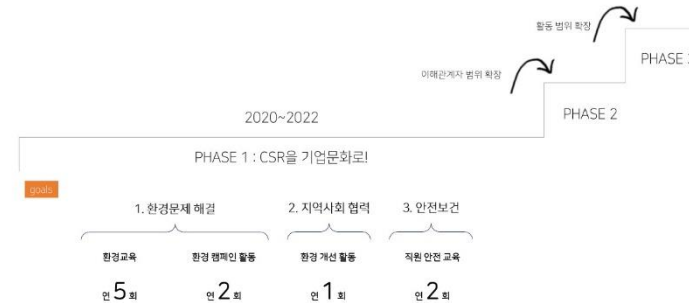 활동 범위 확장
PHASE 3
이해관계자 범위 확장
PHASE 2
2020~2022
PHASE 1 : CSR을 기업문화로!
goals
1. 환경문제 해결
2. 지역사회 협력
3. 안전보건
환경교육
환경 캠페인 활동
환경 개선 활동
직원 안전 교육
연 5 회
연 2 회
연 1 회
연 2 회